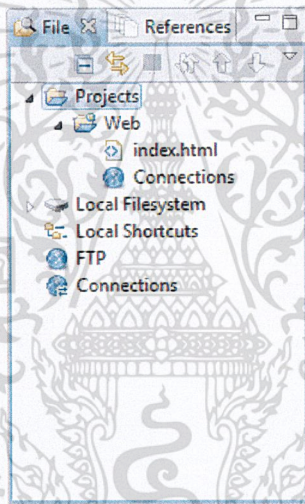 File References
Projects
Web
index.html
Connections
Local Filesystem
Local Shortcuts
FTP
Connections